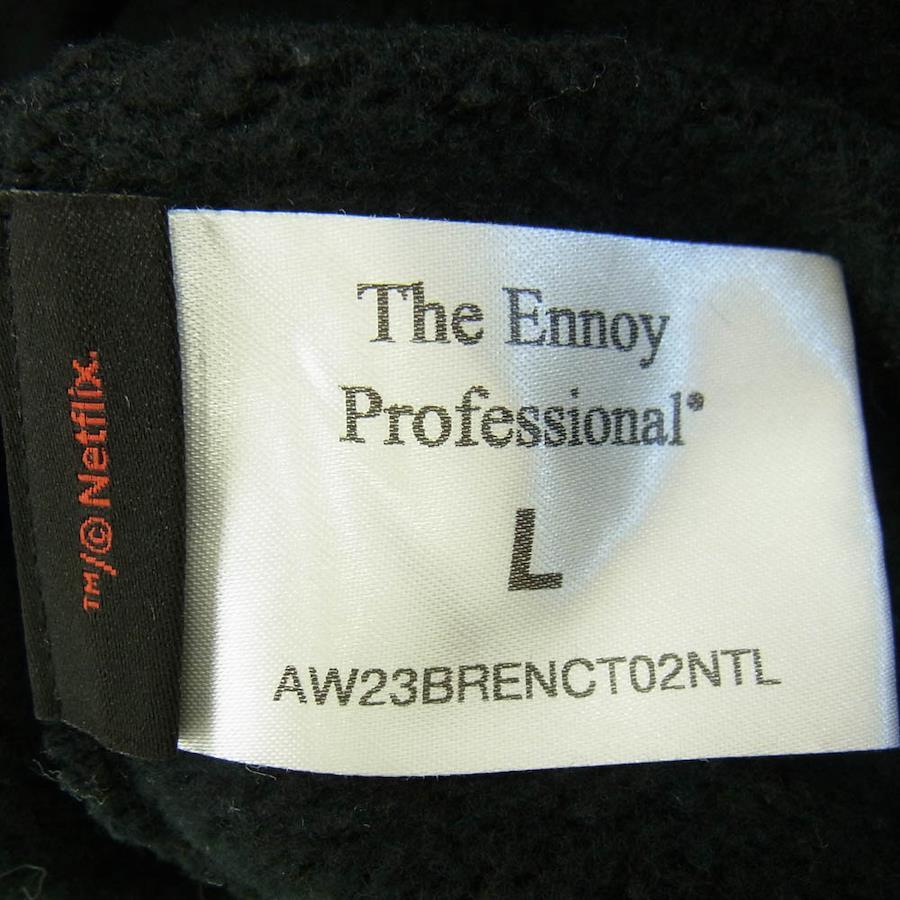 ™/© Netflix.
The Ennoy
Professional®
L
AW23BRENCT02NTL